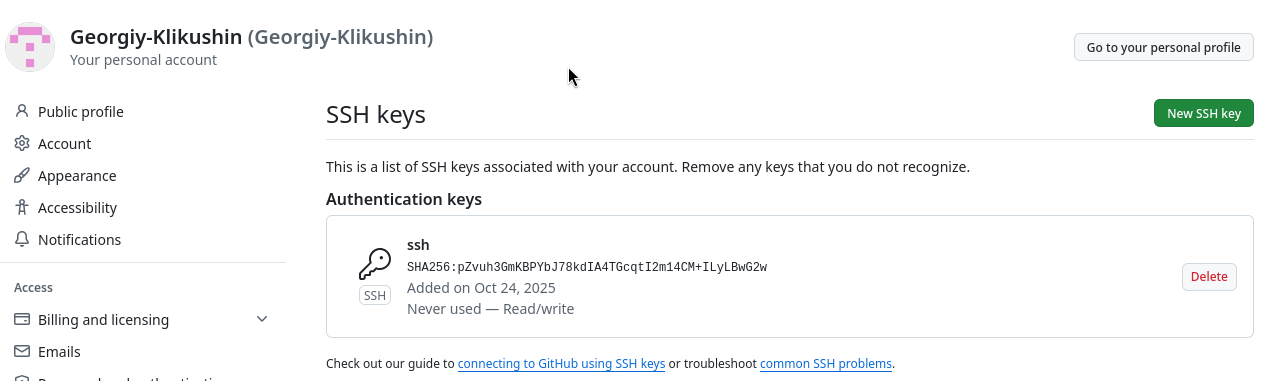 Georgiy-Klikushin (Georgiy-Klikushin)
Your personal account
Go to your personal profile
Public profile
Account
Appearance
Accessibility
Notifications
Access
Billing and licensing
Emails
SSH keys
New SSH key
This is a list of SSH keys associated with your account. Remove any keys that you do not recognize.
Authentication keys
ssh
SHA256:pZvuh3GmKBPYbJ78kdIA4TGcqtI2m14CM+ILyLBwG2w
Added on Oct 24, 2025
Never used — Read/write
SSH
Delete
Check out our guide to connecting to GitHub using SSH keys or troubleshoot common SSH problems.